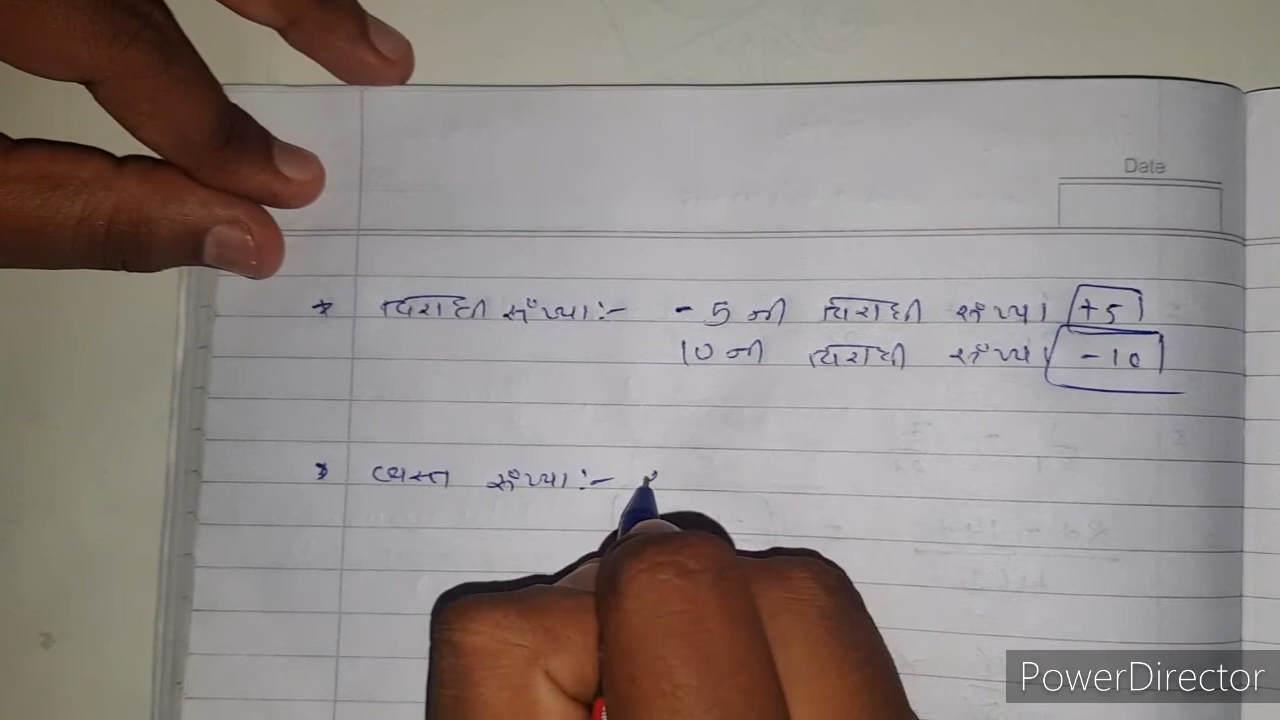 Date
* વિરોધી સઁખ્યા :- - 5 ની વિરોધી સઁખ્યા +5
10 ની વિરોધી સઁખ્યા -10
* વ્યસ્ત સઁખ્યા :-
PowerDirector